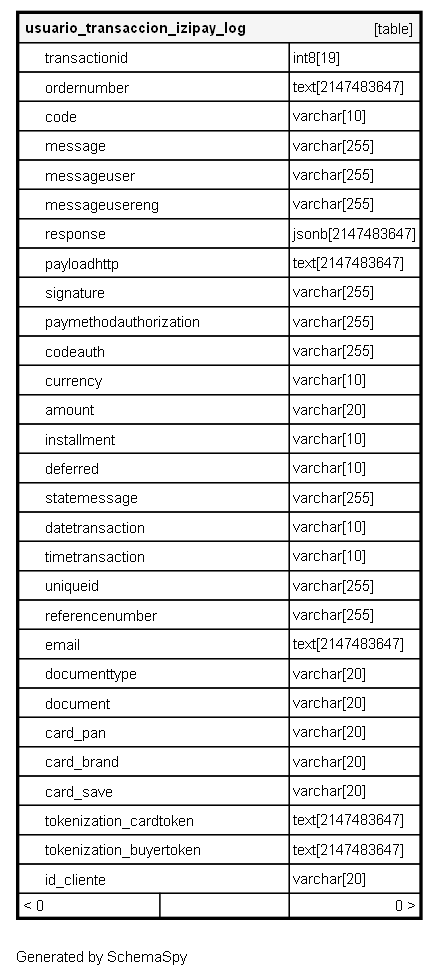 usuario_transaccion_izipay_log [table]
transactionid int8[19]
ordernumber text[2147483647]
code varchar[10]
message varchar[255]
messageuser varchar[255]
messageusereng varchar[255]
response jsonb[2147483647]
payloadhttp text[2147483647]
signature varchar[255]
paymethodauthorization varchar[255]
codeauth varchar[255]
currency varchar[10]
amount varchar[20]
installment varchar[10]
deferred varchar[10]
statemessage varchar[255]
datetransaction varchar[10]
timetransaction varchar[10]
uniqueid varchar[255]
referencenumber varchar[255]
email text[2147483647]
documenttype varchar[20]
document varchar[20]
card_pan varchar[20]
card_brand varchar[20]
card_save varchar[20]
tokenization_cardtoken text[2147483647]
tokenization_buyertoken text[2147483647]
id_cliente varchar[20]
< 0 0 >
Generated by SchemaSpy